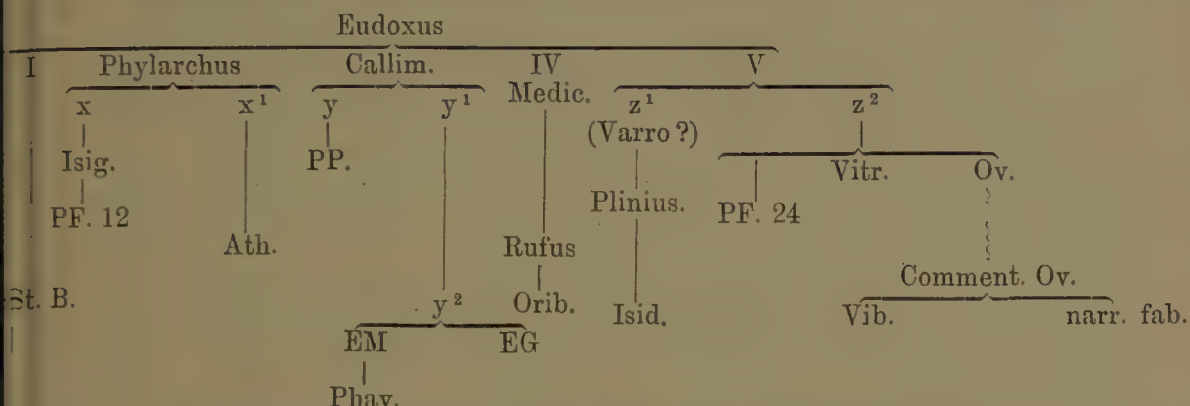 Eudoxus
I Phylarchus Callim. IV V
Medic.
x x¹ y y¹ z¹ z²
(Varro?)
Isig. PP. Vitr. Ov.
Plinius.
PF. 12 PF. 24
Ath. Rufus
Comment. Ov.
St. B. y² Orib. Isid. Vib. narr. fab.
EM EG
Phav.